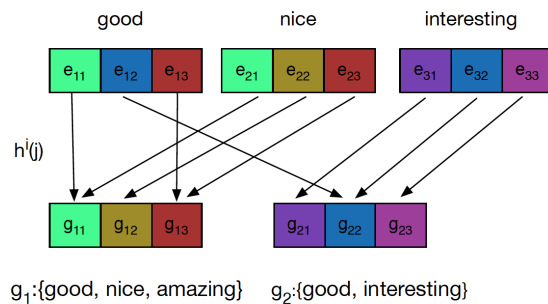 good nice interesting
e11 e12 e13 e21 e22 e23 e31 e32 e33
h^i(j)
g11 g12 g13 g21 g22 g23
g1:{good, nice, amazing} g2:{good, interesting}